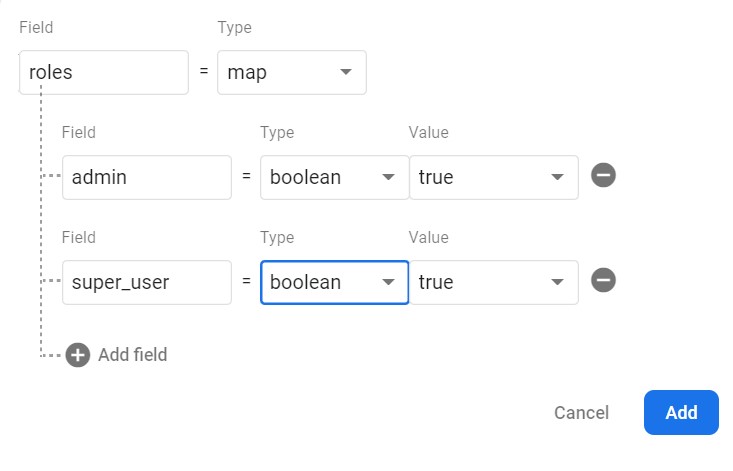 Field Type
roles = map
Field Type Value
admin = boolean true
Field Type Value
super_user = boolean true
Add field
Cancel Add